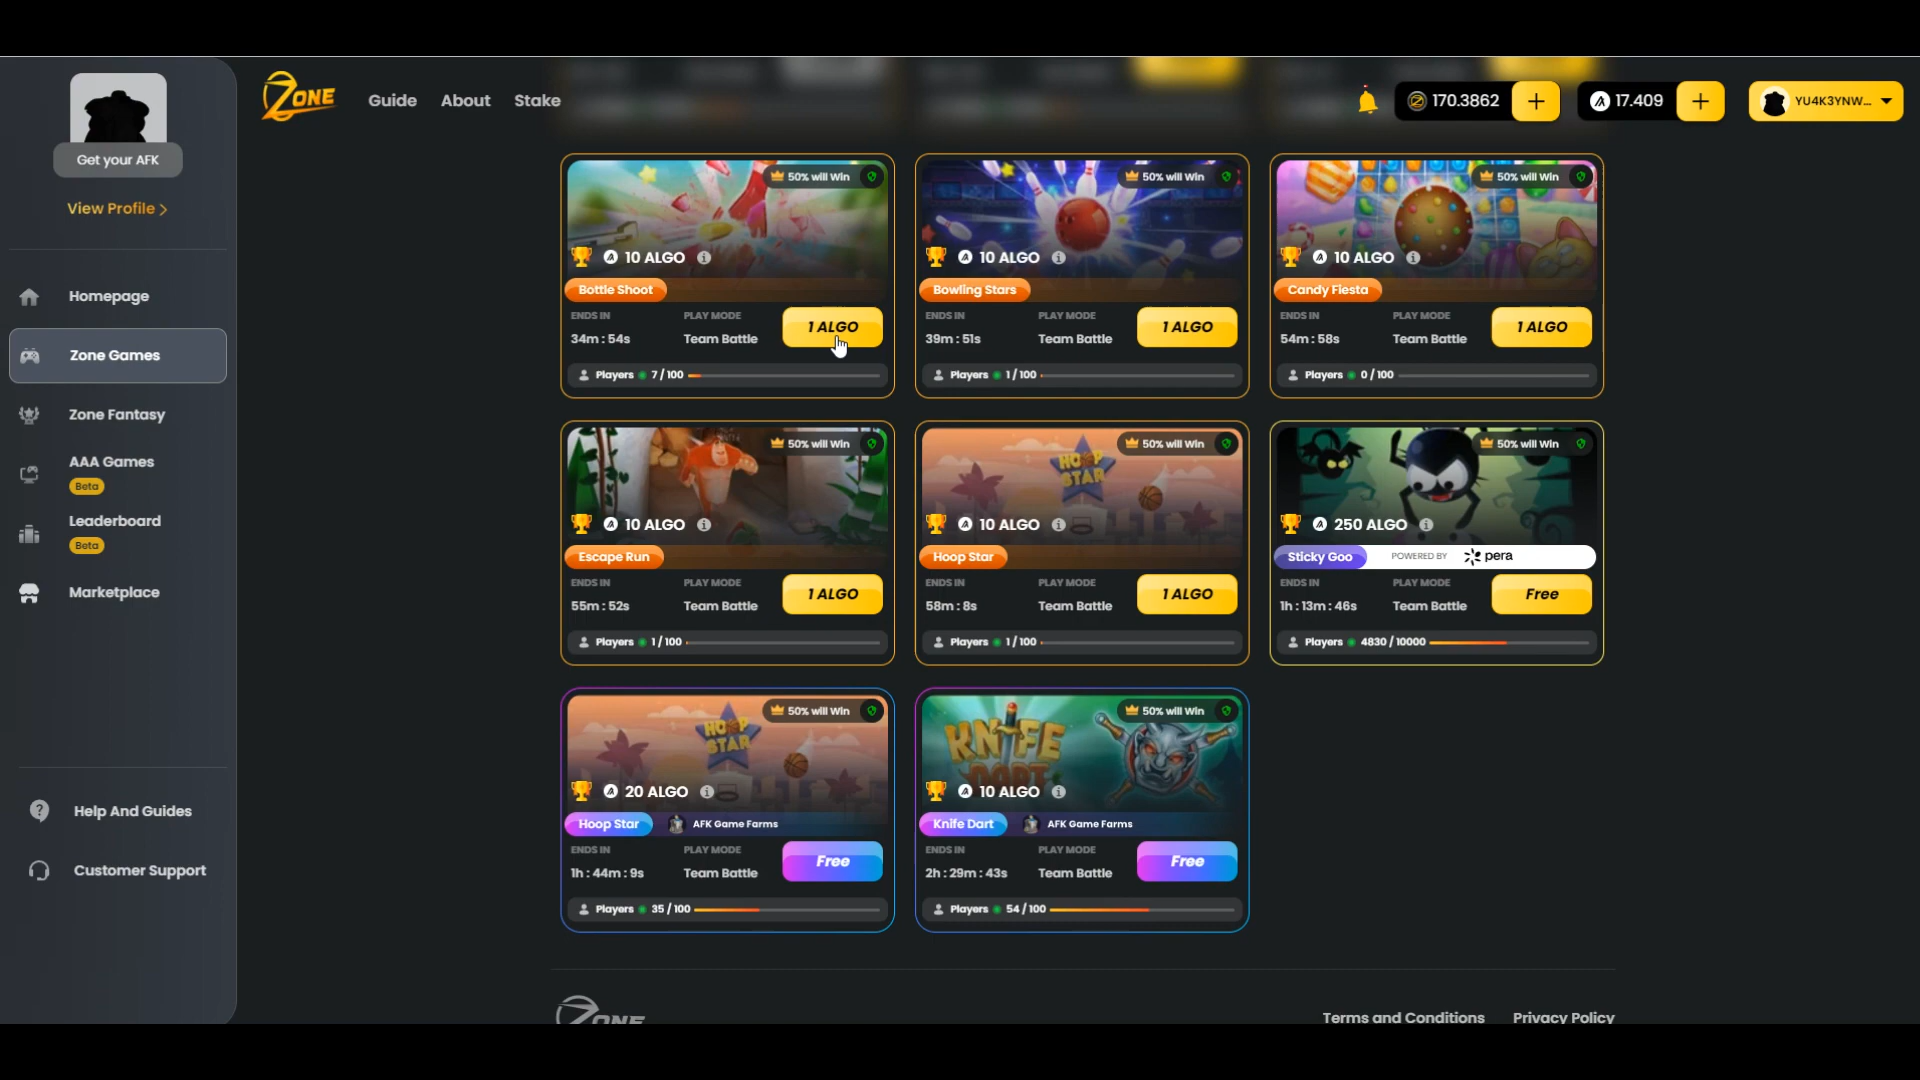 Get your AFK
View Profile >
Homepage
Zone Games
Zone Fantasy
AAA Games
Beta
Leaderboard
Beta
Marketplace
Help And Guides
Customer Support
ZONE
Guide
About
Stake
170.3862
+
17.409
+
YU4K3YNW...
50% will Win
10 ALGO
Bottle Shoot
ENDS IN
PLAY MODE
34m : 54s
Team Battle
1 ALGO
Players 7 / 100
50% will Win
10 ALGO
Bowling Stars
ENDS IN
PLAY MODE
39m : 51s
Team Battle
1 ALGO
Players 1 / 100
50% will Win
10 ALGO
Candy Fiesta
ENDS IN
PLAY MODE
54m : 58s
Team Battle
1 ALGO
Players 0 / 100
50% will Win
10 ALGO
Escape Run
ENDS IN
PLAY MODE
55m : 52s
Team Battle
1 ALGO
Players 1 / 100
50% will Win
HOOP
STAR
10 ALGO
Hoop Star
ENDS IN
PLAY MODE
58m : 8s
Team Battle
1 ALGO
Players 1 / 100
50% will Win
250 ALGO
Sticky Goo
POWERED BY
pera
ENDS IN
PLAY MODE
1h : 13m : 46s
Team Battle
Free
Players 4830 / 10000
50% will Win
HOOP
STAR
20 ALGO
Hoop Star
AFK Game Farms
ENDS IN
PLAY MODE
1h : 44m : 9s
Team Battle
Free
Players 35 / 100
50% will Win
KNIFE
DART
10 ALGO
Knife Dart
AFK Game Farms
ENDS IN
PLAY MODE
2h : 29m : 43s
Team Battle
Free
Players 54 / 100
ZONE
Terms and Conditions
Privacy Policy